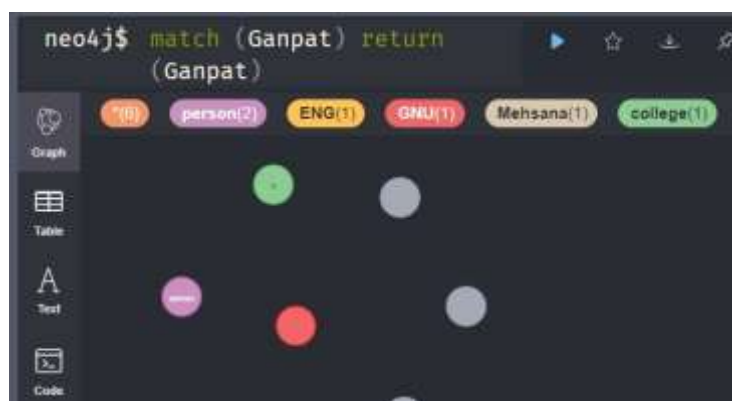 neo4j$ match (Ganpat) return
(Ganpat)
*(6) person(2) ENG(1) GNU(1) Mehsana(1) college(1)
Graph
Table
Text
Code